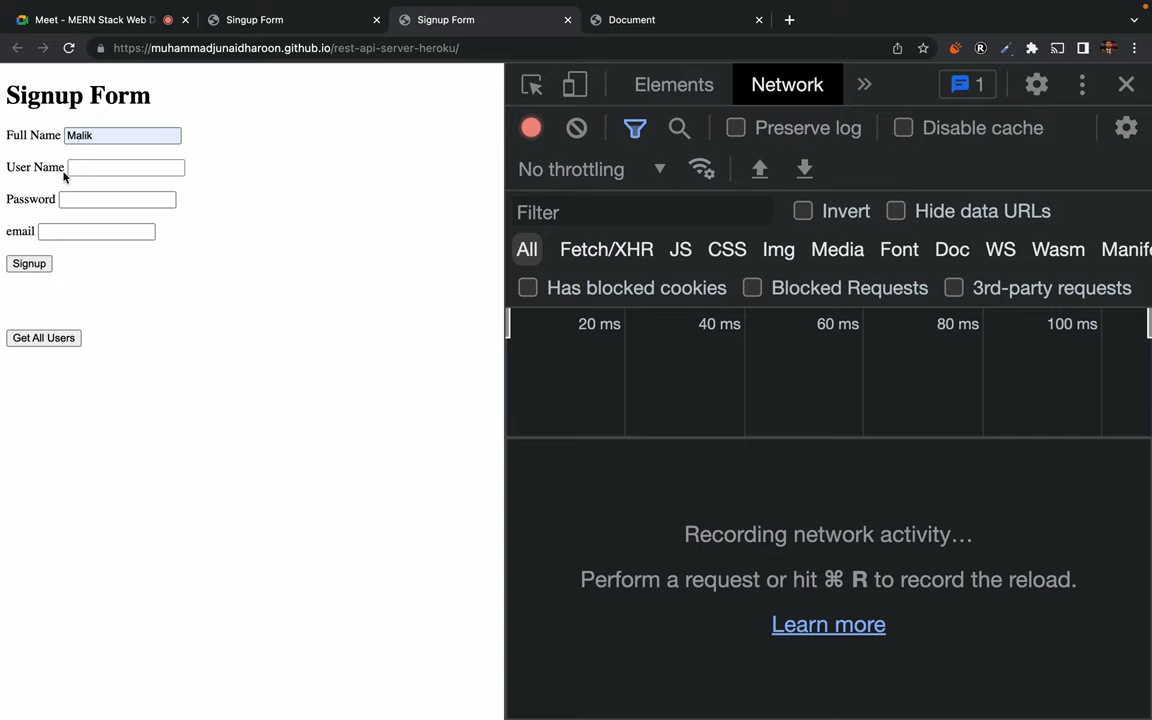 Meet - MERN Stack Web D
Singup Form
Signup Form
Document
https://muhammadjunaidharoon.github.io/rest-api-server-heroku/
Signup Form
Full Name Malik
User Name
Password
email
Signup
Get All Users
Elements
Network
1
Preserve log
Disable cache
No throttling
Filter
Invert
Hide data URLs
All Fetch/XHR JS CSS Img Media Font Doc WS Wasm Manife
Has blocked cookies
Blocked Requests
3rd-party requests
20 ms 40 ms 60 ms 80 ms 100 ms
Recording network activity…
Perform a request or hit ⌘ R to record the reload.
Learn more